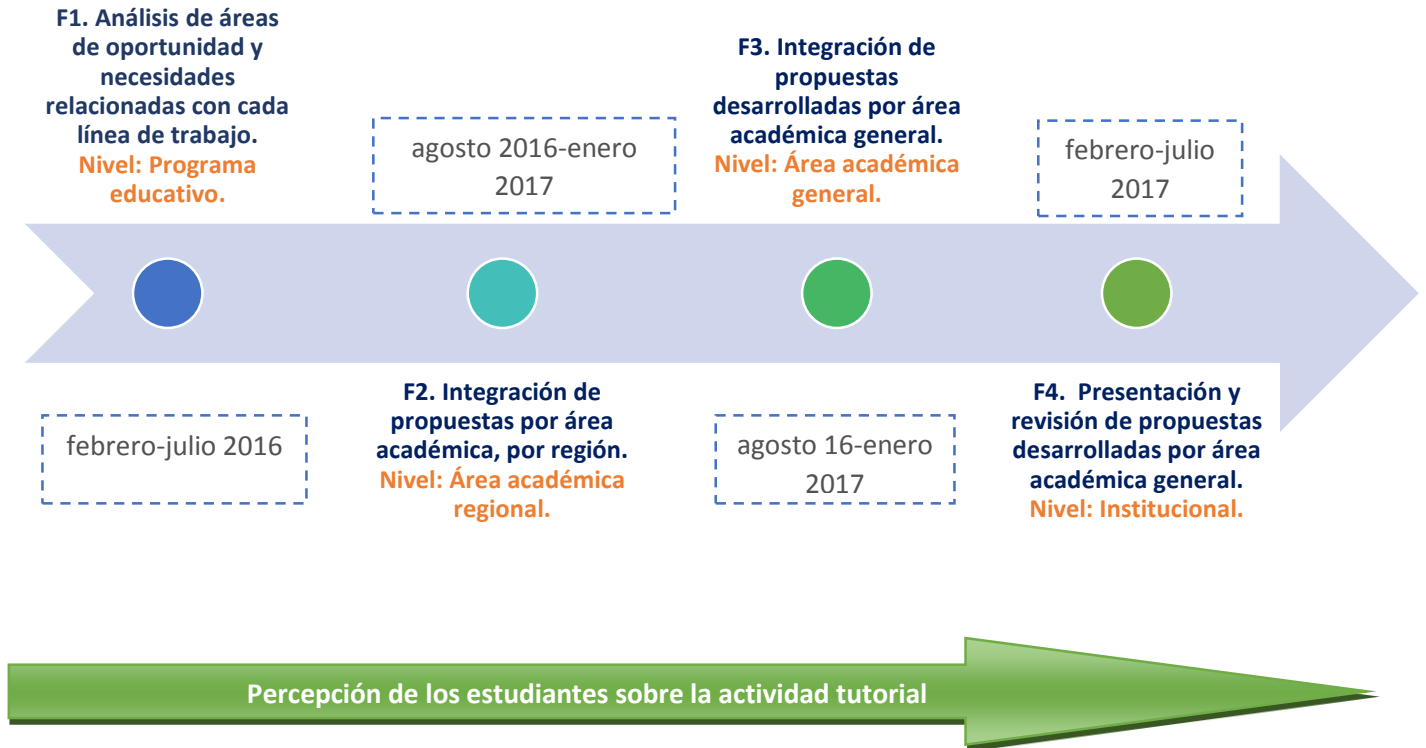 F1. Análisis de áreas
de oportunidad y
necesidades
relacionadas con cada
línea de trabajo.
Nivel: Programa
educativo.
febrero-julio 2016
agosto 2016-enero
2017
F2. Integración de
propuestas por área
académica, por región.
Nivel: Área académica
regional.
F3. Integración de
propuestas
desarrolladas por área
académica general.
Nivel: Área académica
general.
agosto 16-enero
2017
febrero-julio
2017
F4. Presentación y
revisión de propuestas
desarrolladas por área
académica general.
Nivel: Institucional.
Percepción de los estudiantes sobre la actividad tutorial